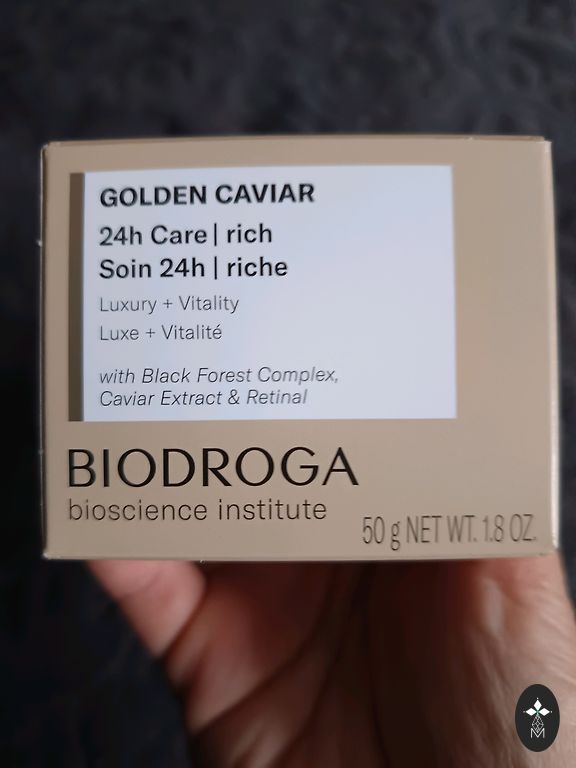 GOLDEN CAVIAR
24h Care | rich
Soin 24h | riche
Luxury + Vitality
Luxe + Vitalité
with Black Forest Complex,
Caviar Extract & Retinal
BIODROGA
bioscience institute
50 g NET WT. 1.8 OZ.
M